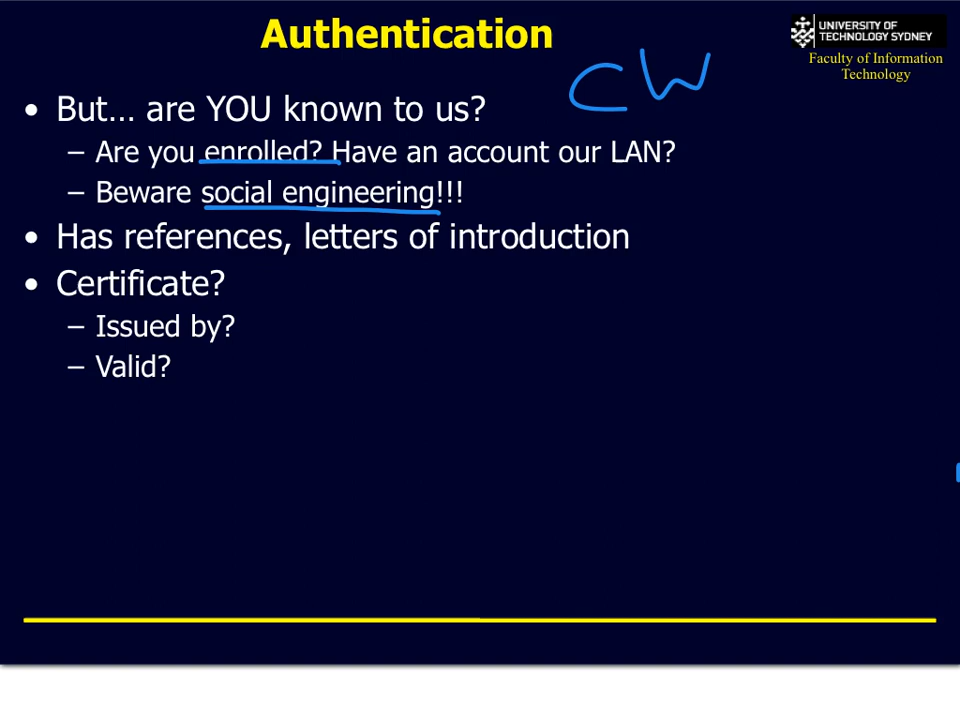 Authentication
UNIVERSITY OF
TECHNOLOGY SYDNEY
Faculty of Information
Technology
CW
• But... are YOU known to us?
– Are you enrolled? Have an account our LAN?
– Beware social engineering!!!
• Has references, letters of introduction
• Certificate?
– Issued by?
– Valid?